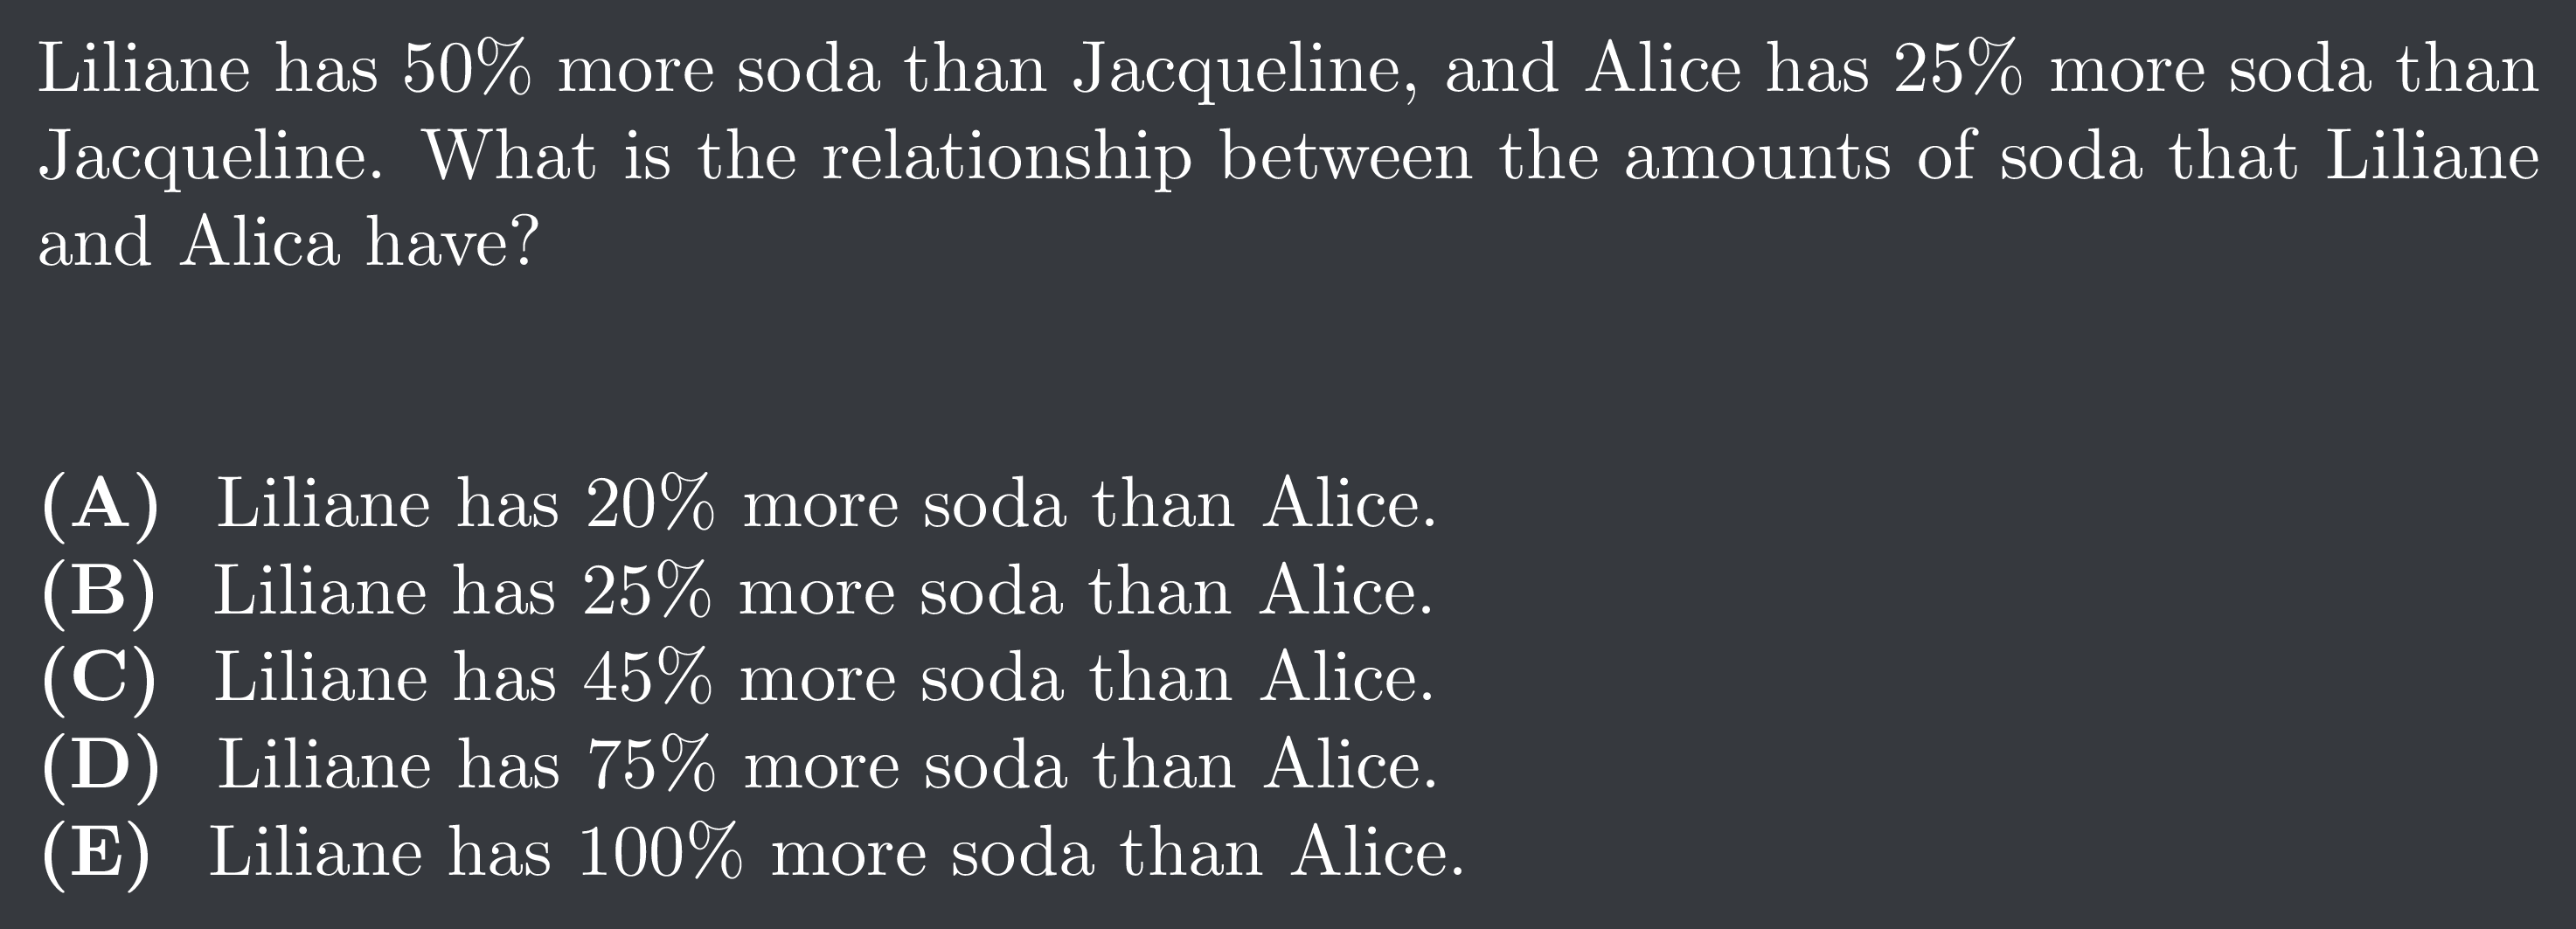 Liliane has 50% more soda than Jacqueline, and Alice has 25% more soda than
Jacqueline. What is the relationship between the amounts of soda that Liliane
and Alica have?
(A) Liliane has 20% more soda than Alice.
(B) Liliane has 25% more soda than Alice.
(C) Liliane has 45% more soda than Alice.
(D) Liliane has 75% more soda than Alice.
(E) Liliane has 100% more soda than Alice.